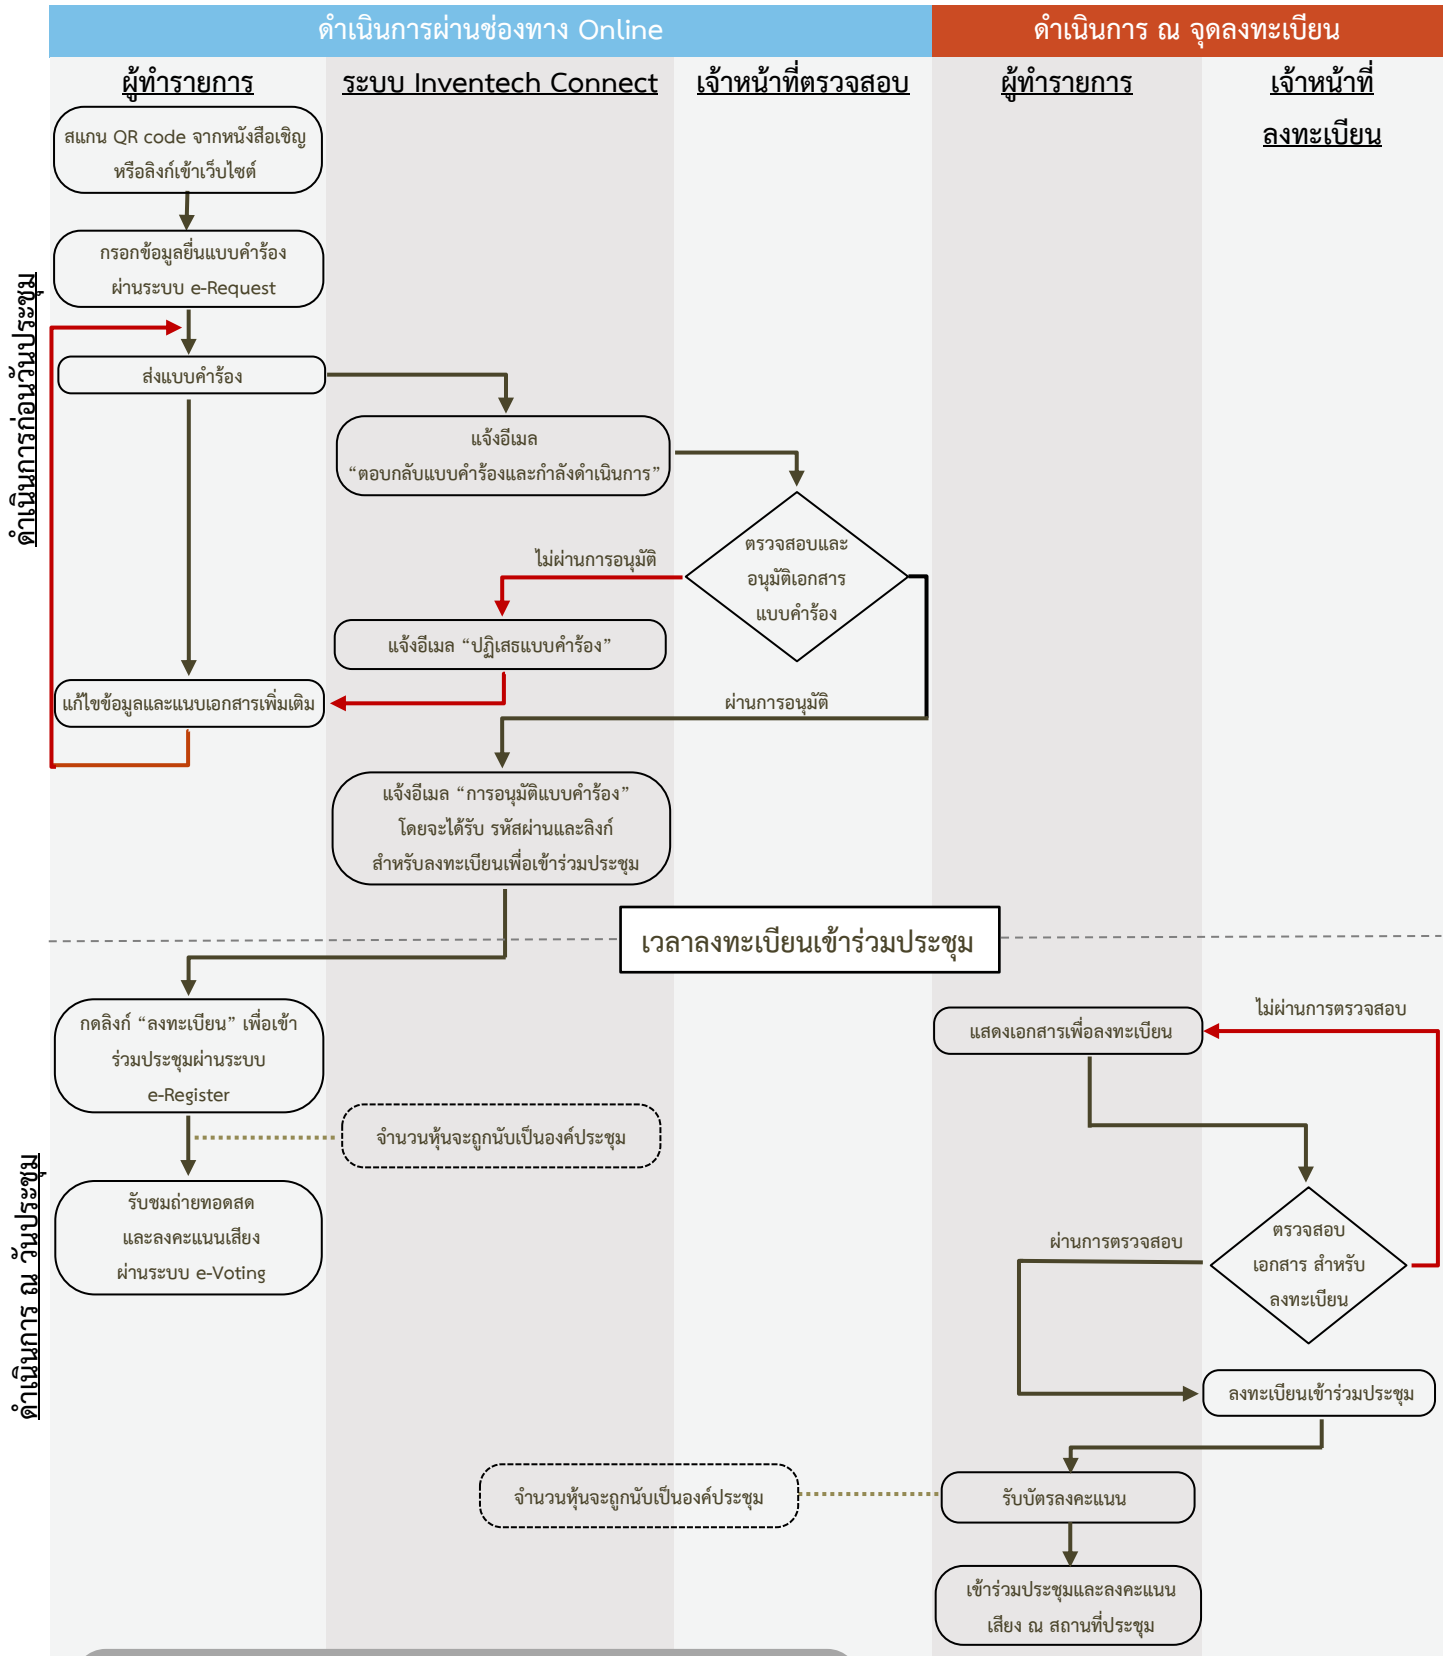 ดำเนินการผ่านช่องทาง Online
ดำเนินการ ณ จุดลงทะเบียน
ผู้ทำรายการ
ระบบ Inventech Connect
เจ้าหน้าที่ตรวจสอบ
ผู้ทำรายการ
เจ้าหน้าที่
ลงทะเบียน
ดำเนินการก่อนวันประชุม
สแกน QR code จากหนังสือเชิญ
หรือลิงก์เข้าเว็บไซต์
กรอกข้อมูลยื่นแบบคำร้อง
ผ่านระบบ e-Request
ส่งแบบคำร้อง
แจ้งอีเมล
“ตอบกลับแบบคำร้องและกำลังดำเนินการ”
ตรวจสอบและ
อนุมัติเอกสาร
แบบคำร้อง
ไม่ผ่านการอนุมัติ
แจ้งอีเมล “ปฏิเสธแบบคำร้อง”
แก้ไขข้อมูลและแนบเอกสารเพิ่มเติม
ผ่านการอนุมัติ
แจ้งอีเมล “การอนุมัติแบบคำร้อง”
โดยจะได้รับ รหัสผ่านและลิงก์
สำหรับลงทะเบียนเพื่อเข้าร่วมประชุม
เวลาลงทะเบียนเข้าร่วมประชุม
ดำเนินการ ณ วันประชุม
กดลิงก์ “ลงทะเบียน” เพื่อเข้า
ร่วมประชุมผ่านระบบ
e-Register
จำนวนหุ้นจะถูกนับเป็นองค์ประชุม
รับชมถ่ายทอดสด
และลงคะแนนเสียง
ผ่านระบบ e-Voting
แสดงเอกสารเพื่อลงทะเบียน
ไม่ผ่านการตรวจสอบ
ตรวจสอบ
เอกสาร สำหรับ
ลงทะเบียน
ผ่านการตรวจสอบ
ลงทะเบียนเข้าร่วมประชุม
จำนวนหุ้นจะถูกนับเป็นองค์ประชุม
รับบัตรลงคะแนน
เข้าร่วมประชุมและลงคะแนน
เสียง ณ สถานที่ประชุม